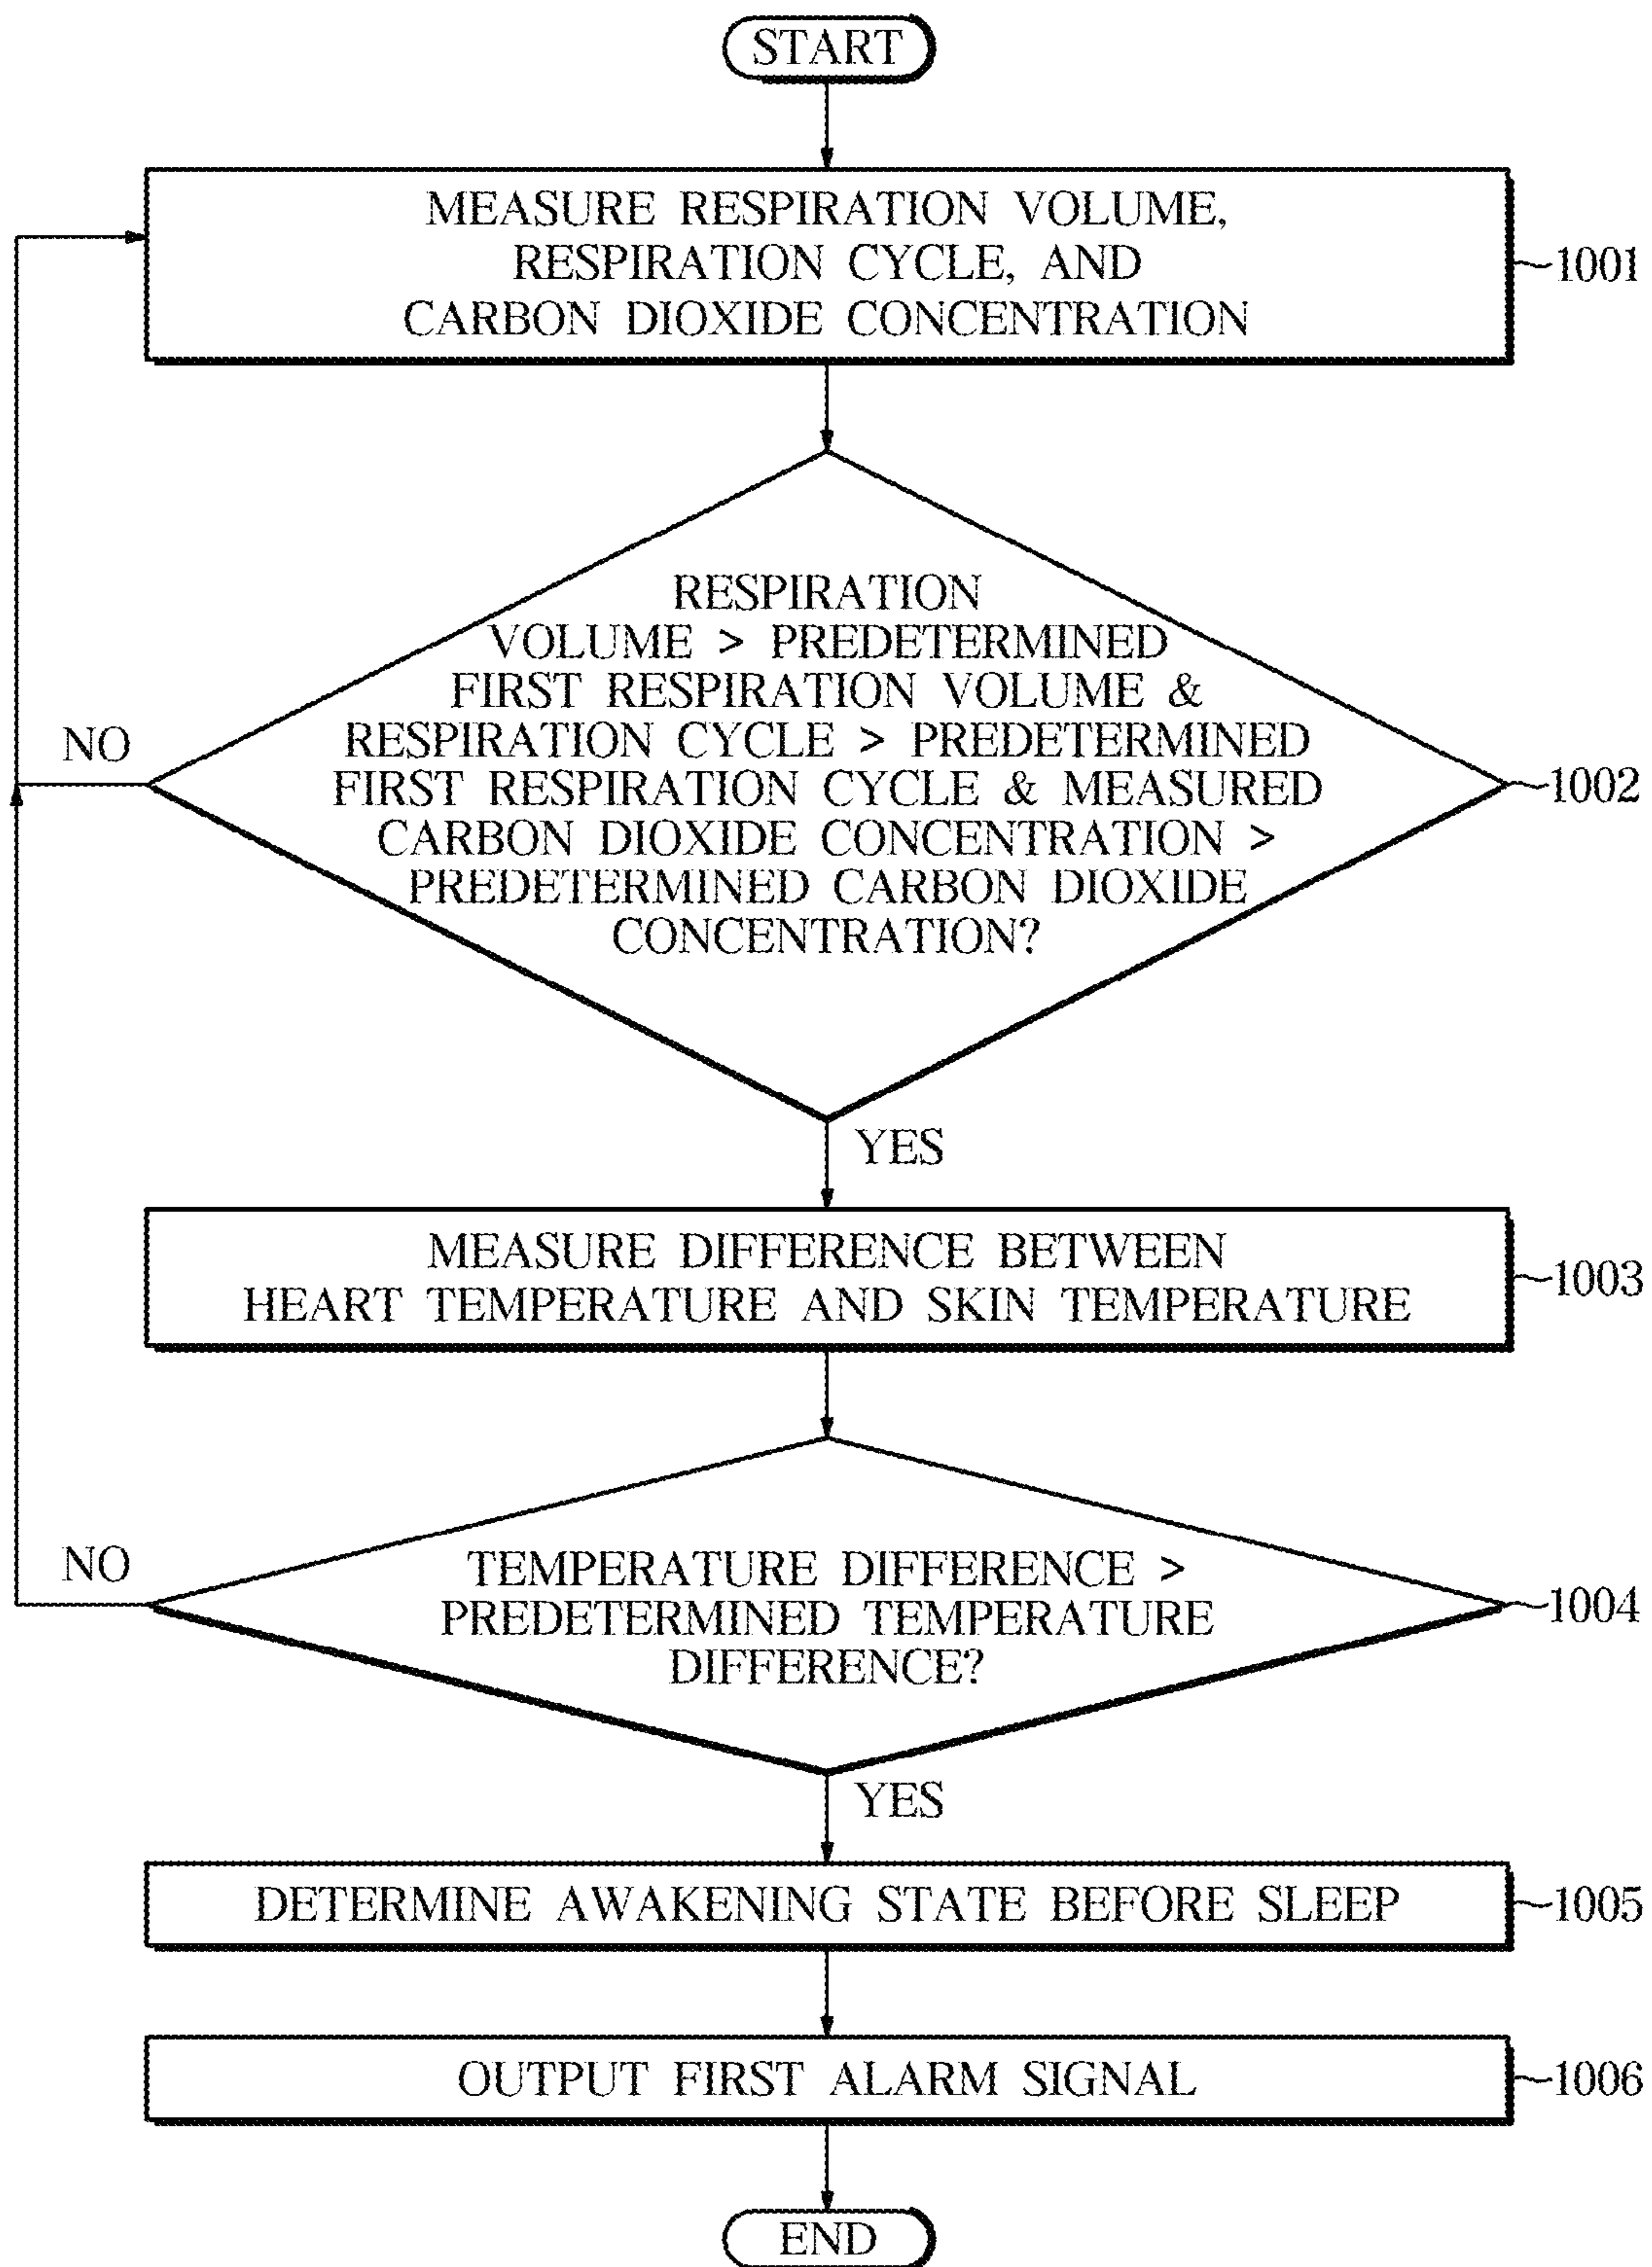 START
MEASURE RESPIRATION VOLUME,
RESPIRATION CYCLE, AND
CARBON DIOXIDE CONCENTRATION
1001
RESPIRATION
VOLUME > PREDETERMINED
FIRST RESPIRATION VOLUME &
RESPIRATION CYCLE > PREDETERMINED
FIRST RESPIRATION CYCLE & MEASURED
CARBON DIOXIDE CONCENTRATION >
PREDETERMINED CARBON DIOXIDE
CONCENTRATION?
NO
1002
YES
MEASURE DIFFERENCE BETWEEN
HEART TEMPERATURE AND SKIN TEMPERATURE
1003
TEMPERATURE DIFFERENCE >
PREDETERMINED TEMPERATURE
DIFFERENCE?
NO
1004
YES
DETERMINE AWAKENING STATE BEFORE SLEEP
1005
OUTPUT FIRST ALARM SIGNAL
1006
END